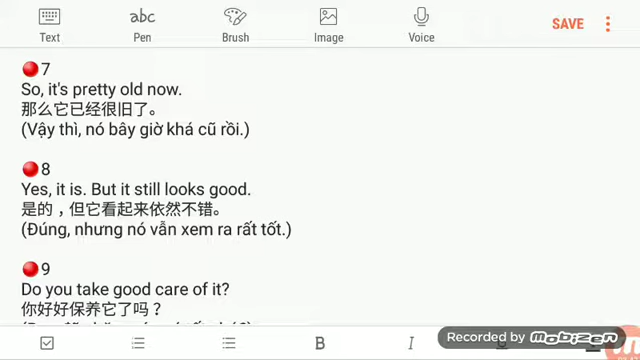 Text
Pen
Brush
Image
Voice
SAVE
7
So, it's pretty old now.
那么它已经很旧了。
(Vậy thì, nó bây giờ khá cũ rồi.)
8
Yes, it is. But it still looks good.
是的，但它看起来依然不错。
(Đúng, nhưng nó vẫn xem ra rất tốt.)
9
Do you take good care of it?
你好好保养它了吗？
B
I
Recorded by MOBIZEN